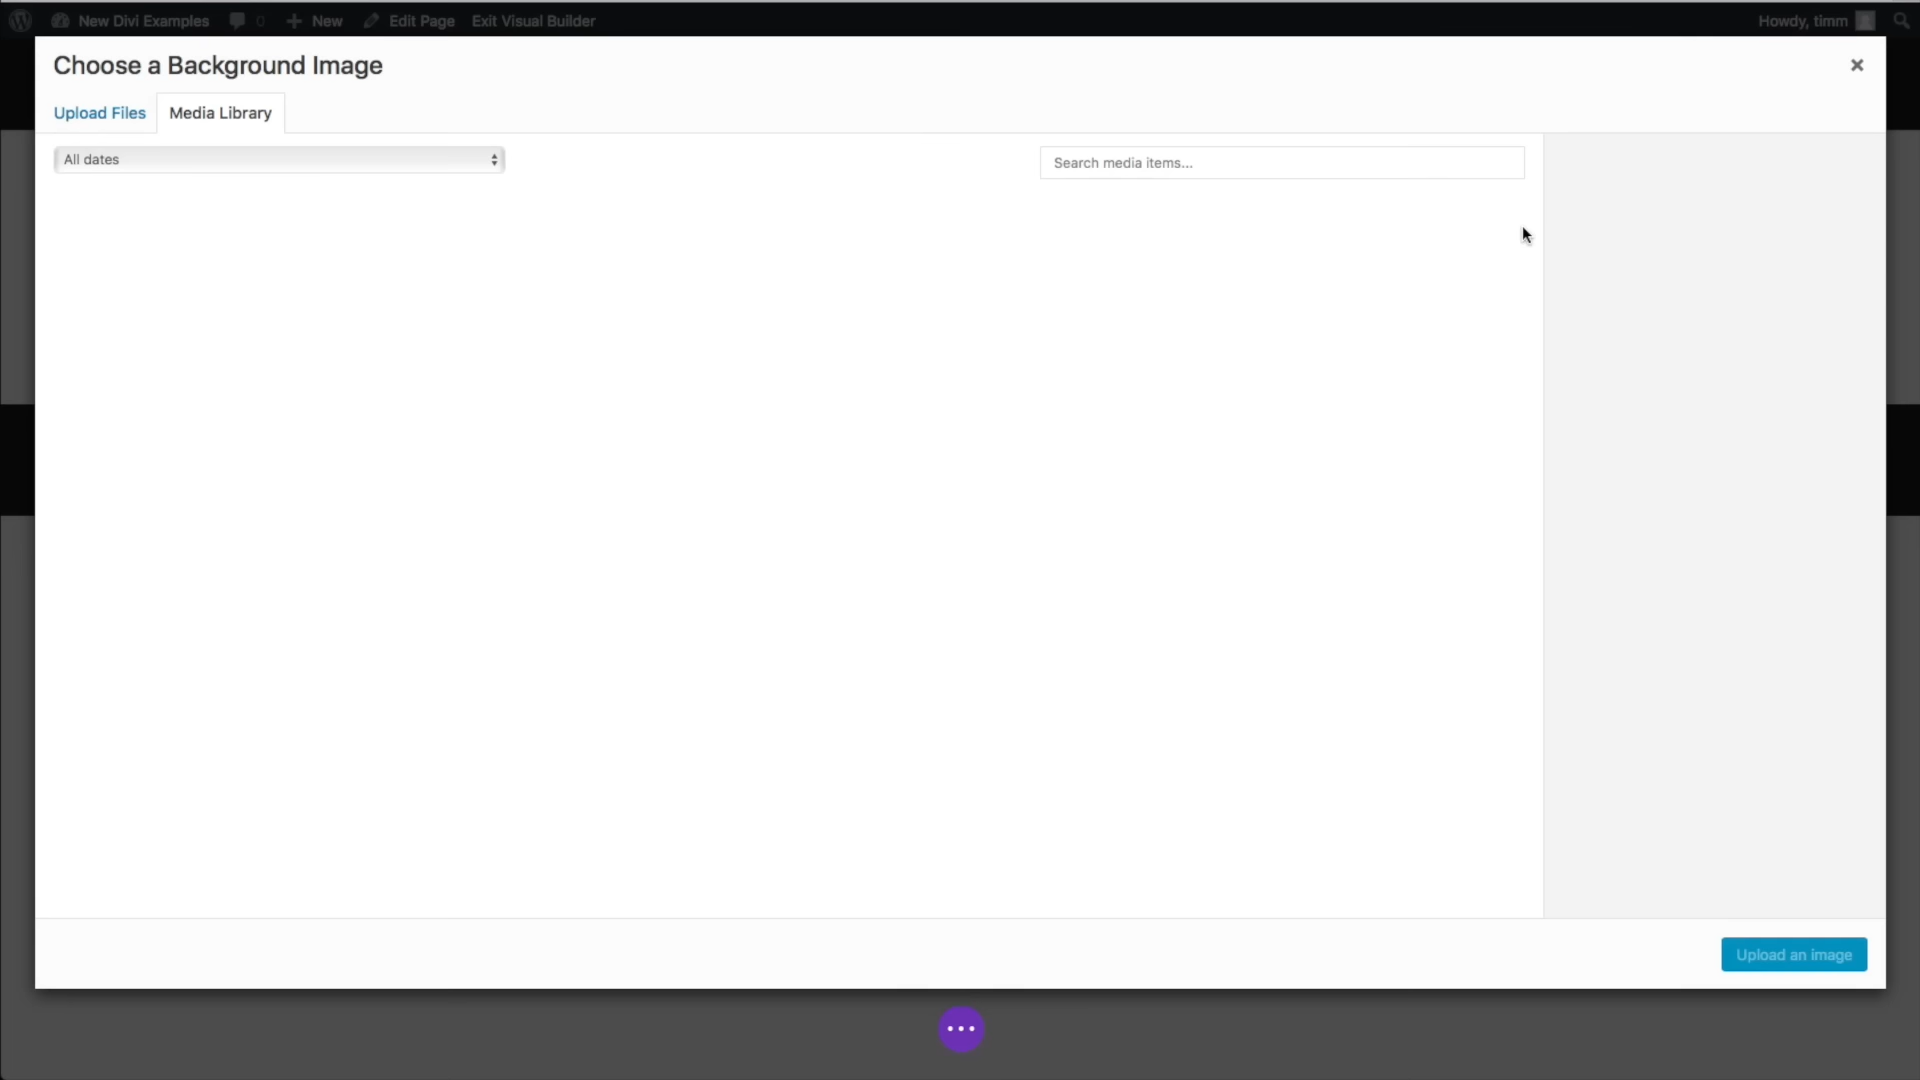 New Divi Examples 0 New Edit Page Exit Visual Builder Howdy, timm
Choose a Background Image
Upload Files Media Library
All dates
Search media items...
Upload an image